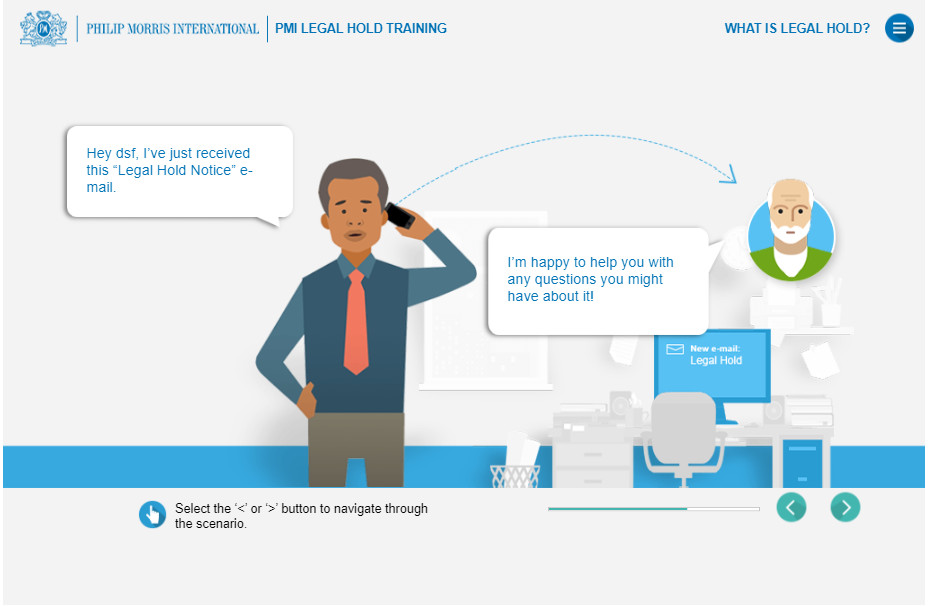 PM
PHILIP MORRIS INTERNATIONAL
PMI LEGAL HOLD TRAINING
WHAT IS LEGAL HOLD?
Hey dsf, I've just received
this “Legal Hold Notice” e-
mail.
I'm happy to help you with
any questions you might
have about it!
New e-mail:
Legal Hold
Select the ‘<’ or ‘>’ button to navigate through
the scenario.